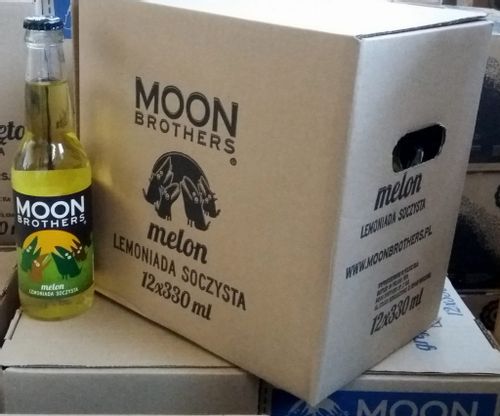 MOON
BROTHERS®
melon
LEMONIADA SOCZYSTA
MOON
BROTHERS®
melon
LEMONIADA SOCZYSTA
12x330 ml
melon
LEMONIADA SOCZYSTA
WWW.MOONBROTHERS.PL
12x330 ml
MOON